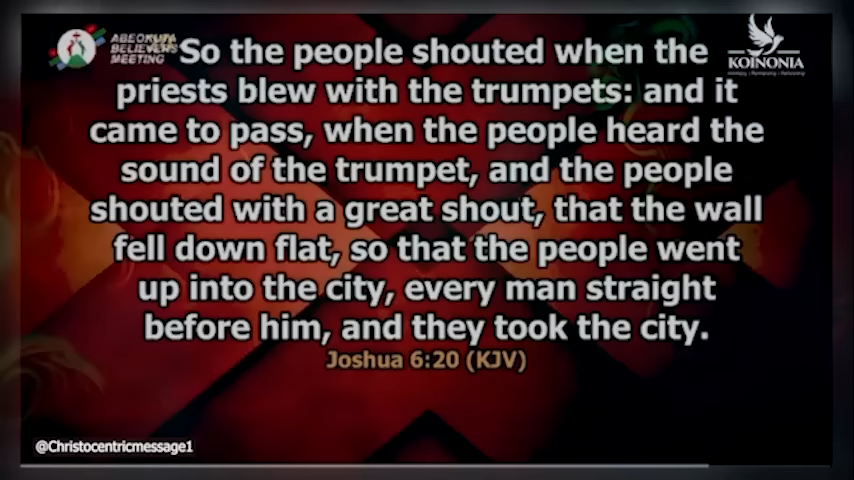 ABEOKUTA
BELIEVERS'
MEETING
KOINONIA
So the people shouted when the
priests blew with the trumpets: and it
came to pass, when the people heard the
sound of the trumpet, and the people
shouted with a great shout, that the wall
fell down flat, so that the people went
up into the city, every man straight
before him, and they took the city.
Joshua 6:20 (KJV)
@Christocentricmessage1